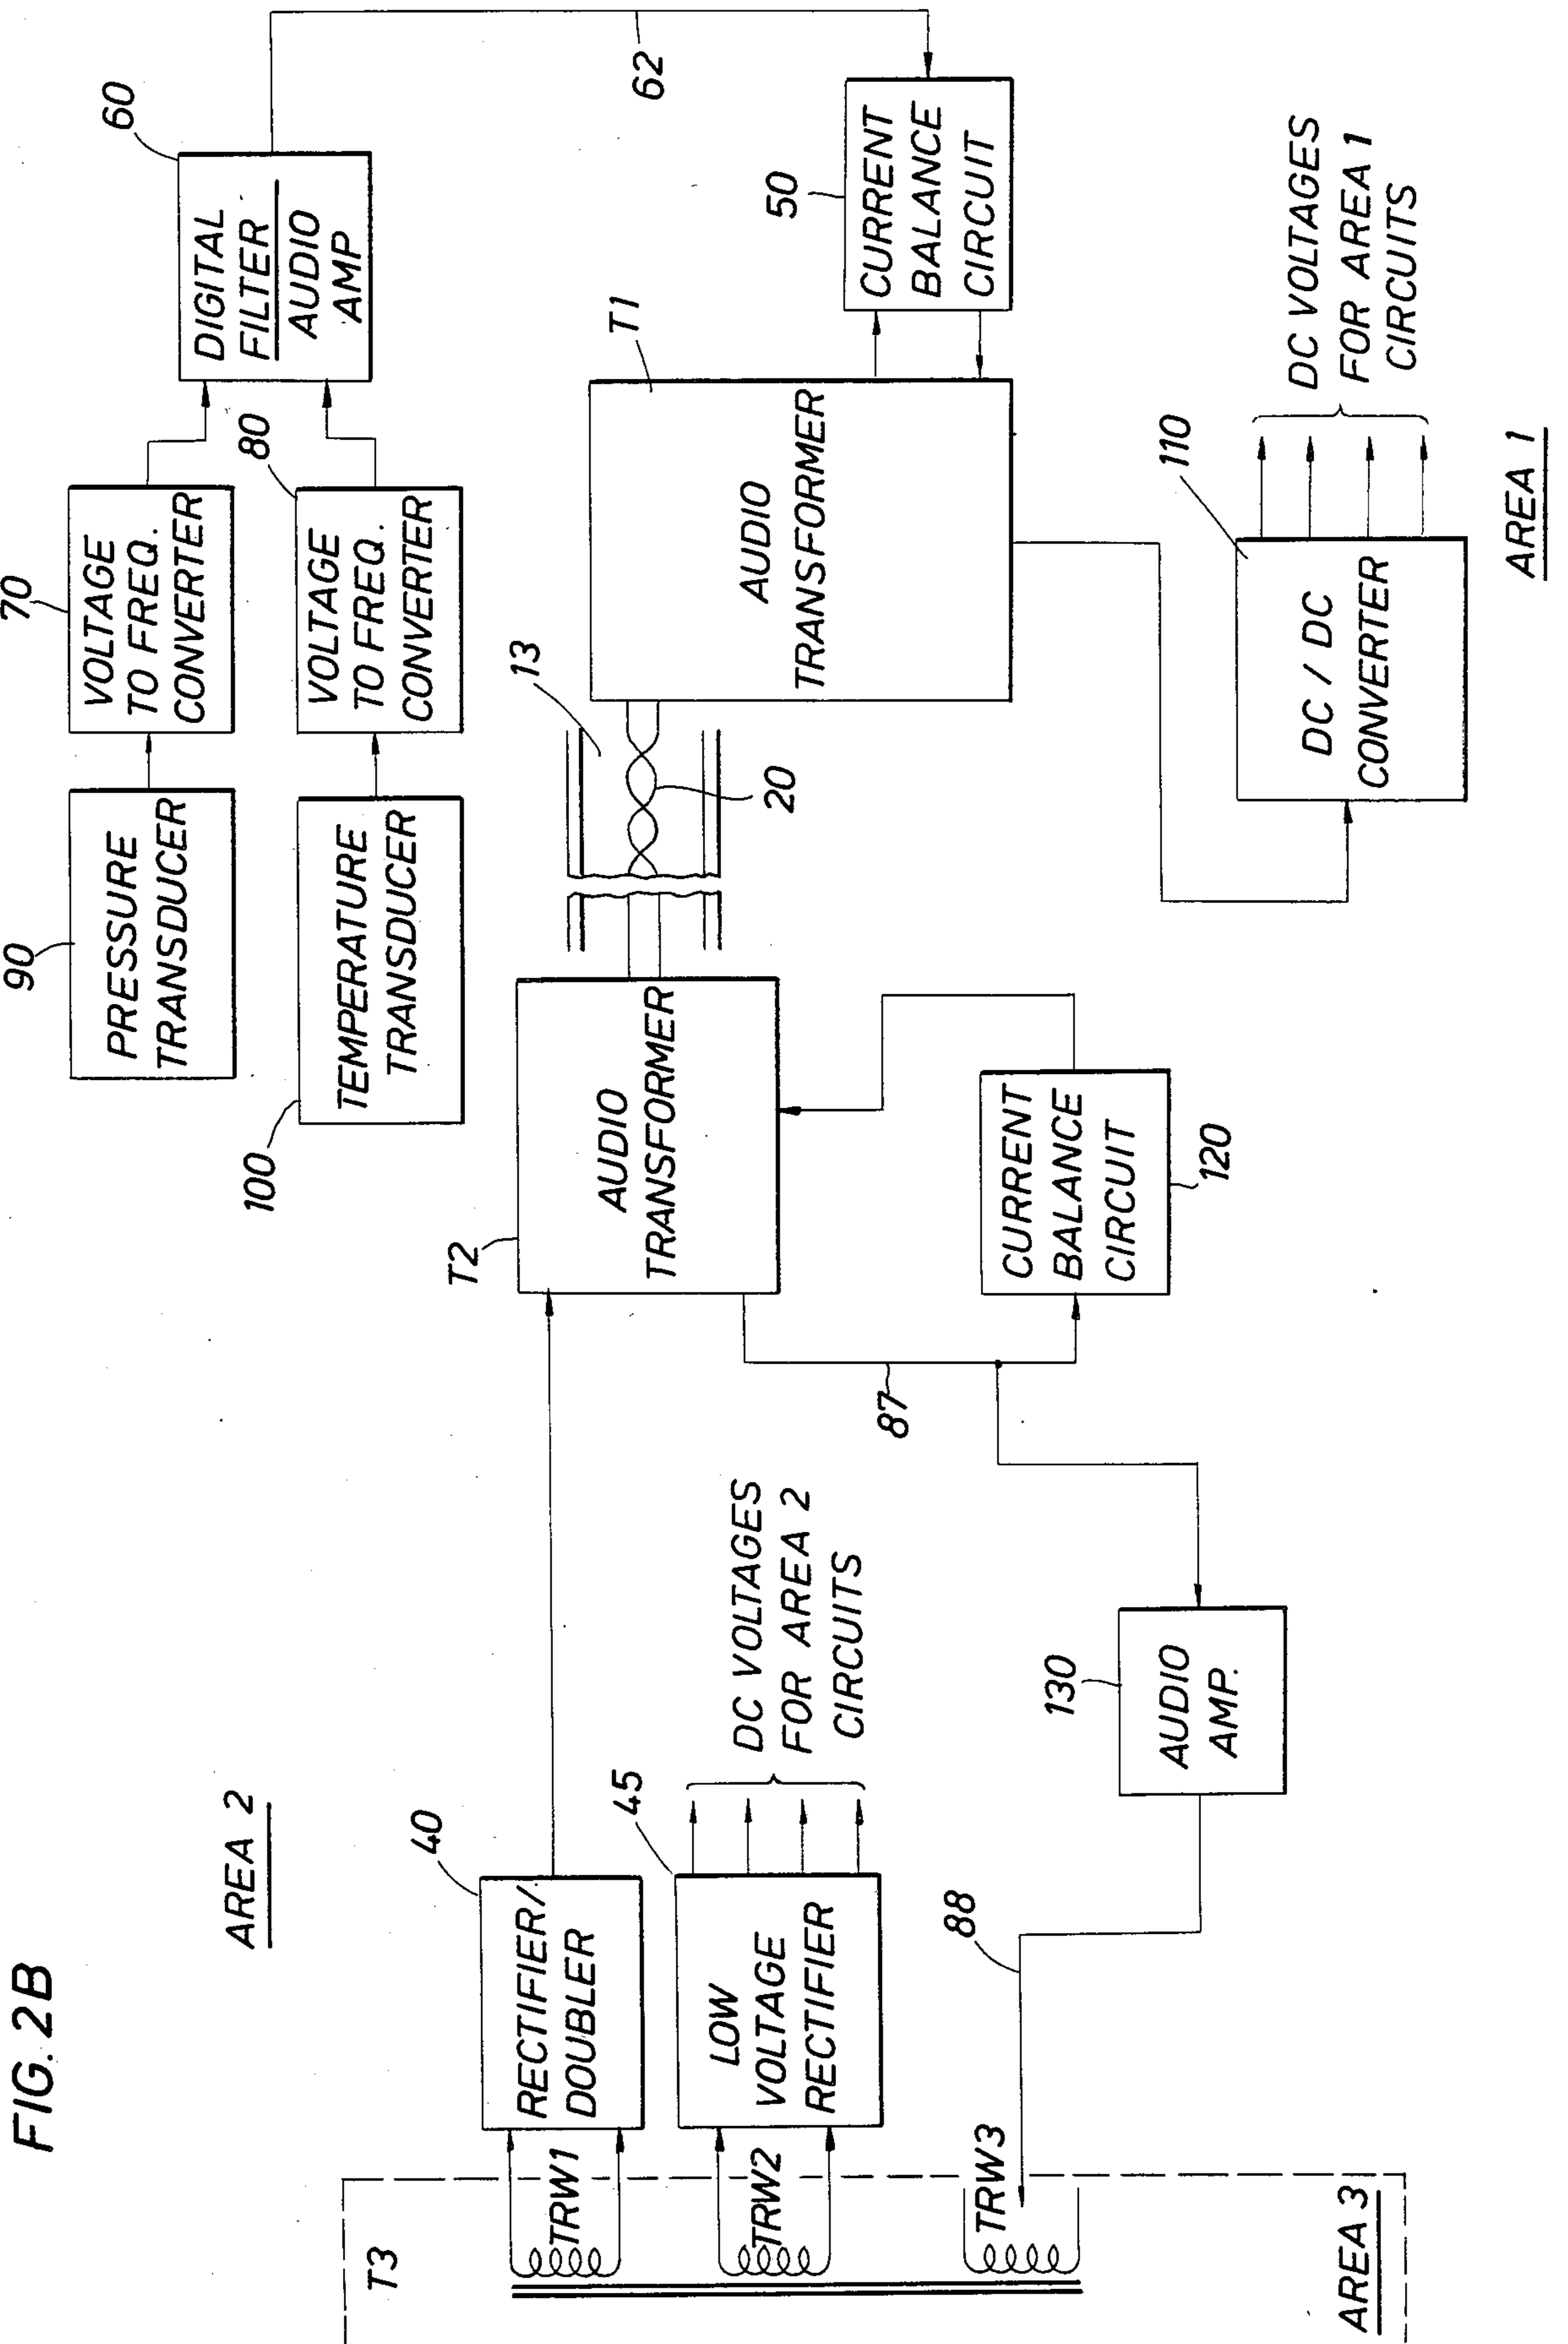 FIG. 2B
AREA 2
90
PRESSURE
TRANSDUCER
70
VOLTAGE
TO FREQ.
CONVERTER
60
DIGITAL
FILTER
AUDIO
AMP
100
TEMPERATURE
TRANSDUCER
80
VOLTAGE
TO FREQ.
CONVERTER
62
T3
TRW1
40
RECTIFIER/
DOUBLER
T2
AUDIO
TRANSFORMER
13
20
T1
AUDIO
TRANSFORMER
50
CURRENT
BALANCE
CIRCUIT
TRW2
45
LOW
VOLTAGE
RECTIFIER
DC VOLTAGES
FOR AREA 2
CIRCUITS
87
CURRENT
BALANCE
CIRCUIT
120
TRW3
88
130
AUDIO
AMP.
110
DC / DC
CONVERTER
DC VOLTAGES
FOR AREA 1
CIRCUITS
AREA 3
AREA 1